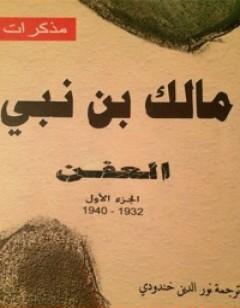 مذكرات
مالك بن نبي
العفن
الجزء الأول
1932 - 1940
ترجمة نور الدين خندودي